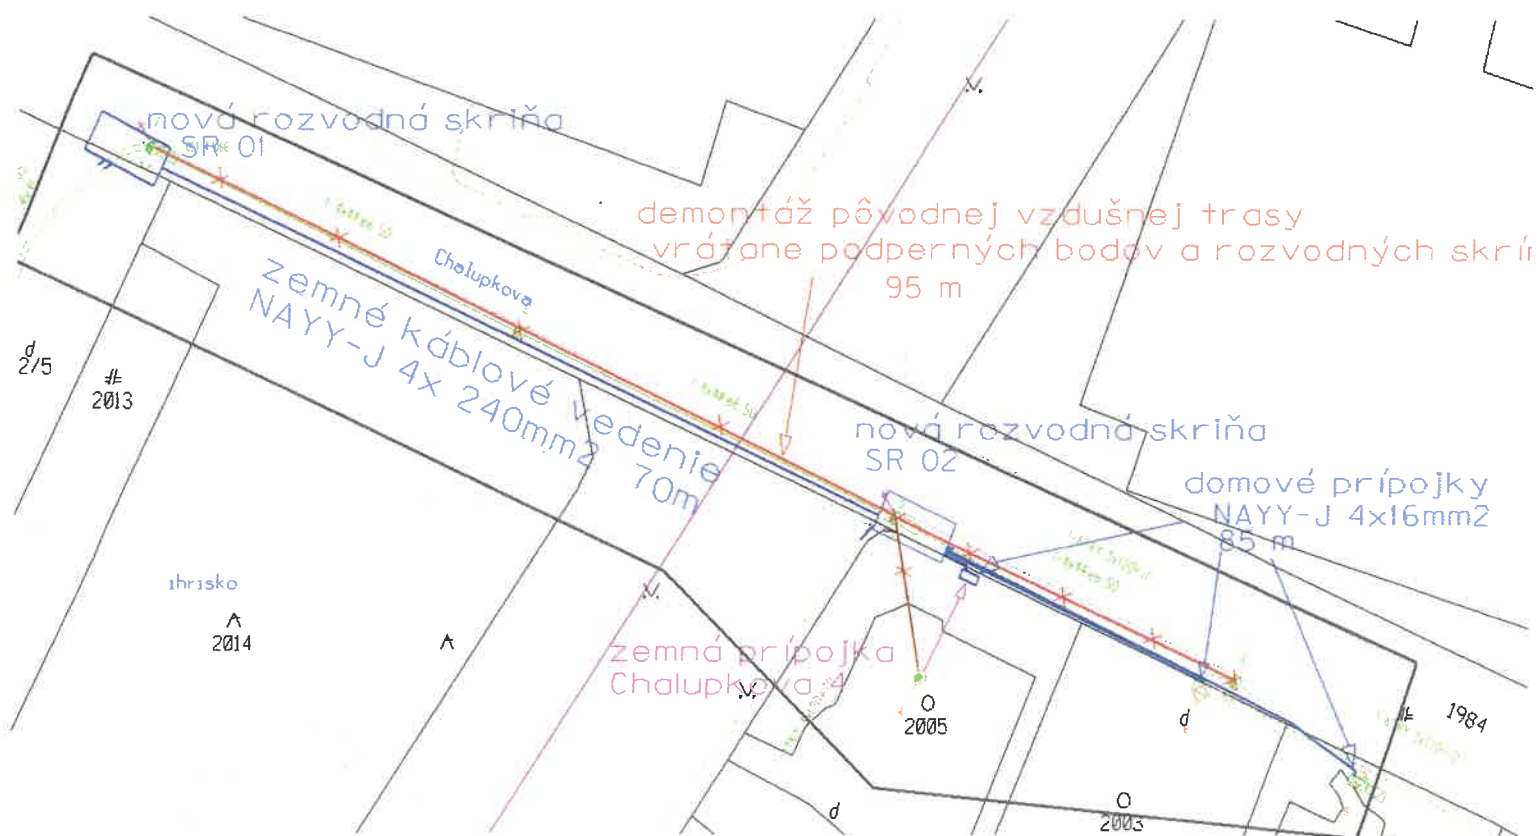 nová rozvodná skriňa
SR 01
demontáž pôvodnej vzdušnej trasy
vrátane podperných bodov a rozvodných skríň
95 m
Chalupkova
zemné káblové vedenie
NAYY-J 4x 240mm2 70m
nová rozvodná skriňa
SR 02
domové prípojky
NAYY-J 4x16mm2
85 m
d
2/5
2013
ihrisko
2014
zemná prípojka
Chalupkova 4
2005
d
1984
d
2003